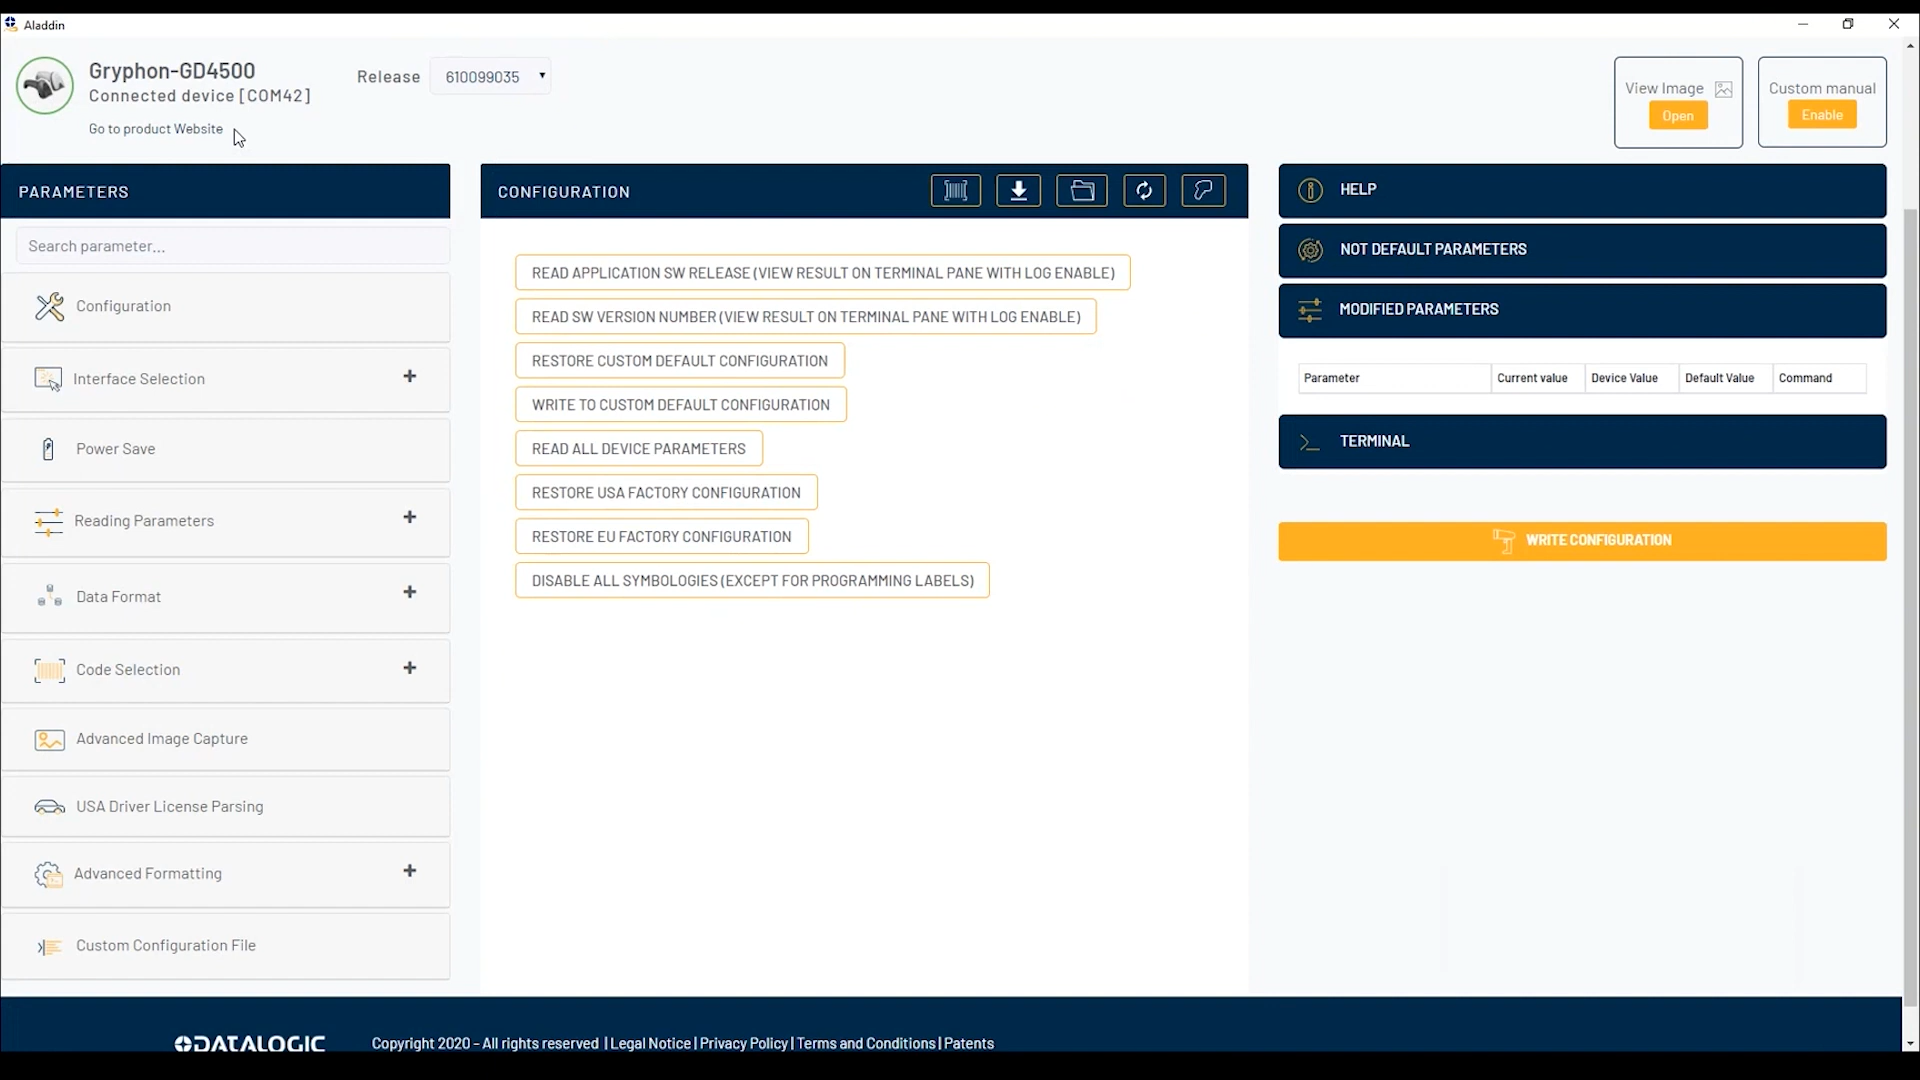 Aladdin
Gryphon-GD4500
Connected device [COM42]
Go to product Website
Release
610099035
View Image
Open
Custom manual
Enable
PARAMETERS
Search parameter...
Configuration
Interface Selection
Power Save
Reading Parameters
Data Format
Code Selection
Advanced Image Capture
USA Driver License Parsing
Advanced Formatting
Custom Configuration File
CONFIGURATION
READ APPLICATION SW RELEASE (VIEW RESULT ON TERMINAL PANE WITH LOG ENABLE)
READ SW VERSION NUMBER (VIEW RESULT ON TERMINAL PANE WITH LOG ENABLE)
RESTORE CUSTOM DEFAULT CONFIGURATION
WRITE TO CUSTOM DEFAULT CONFIGURATION
READ ALL DEVICE PARAMETERS
RESTORE USA FACTORY CONFIGURATION
RESTORE EU FACTORY CONFIGURATION
DISABLE ALL SYMBOLOGIES (EXCEPT FOR PROGRAMMING LABELS)
HELP
NOT DEFAULT PARAMETERS
MODIFIED PARAMETERS
Parameter Current value Device Value Default Value Command
TERMINAL
WRITE CONFIGURATION
DATALOGIC
Copyright 2020 - All rights reserved | Legal Notice | Privacy Policy | Terms and Conditions | Patents